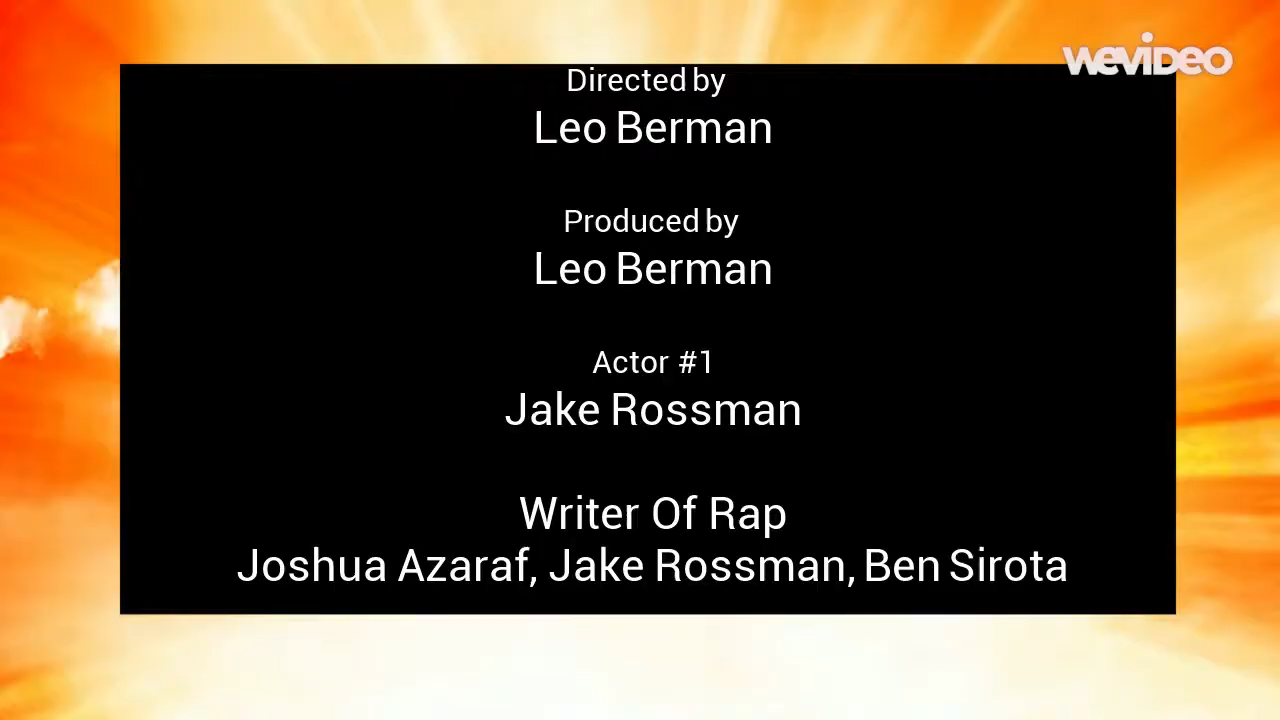 WeVideo
Directed by
Leo Berman
Produced by
Leo Berman
Actor #1
Jake Rossman
Writer Of Rap
Joshua Azaraf, Jake Rossman, Ben Sirota